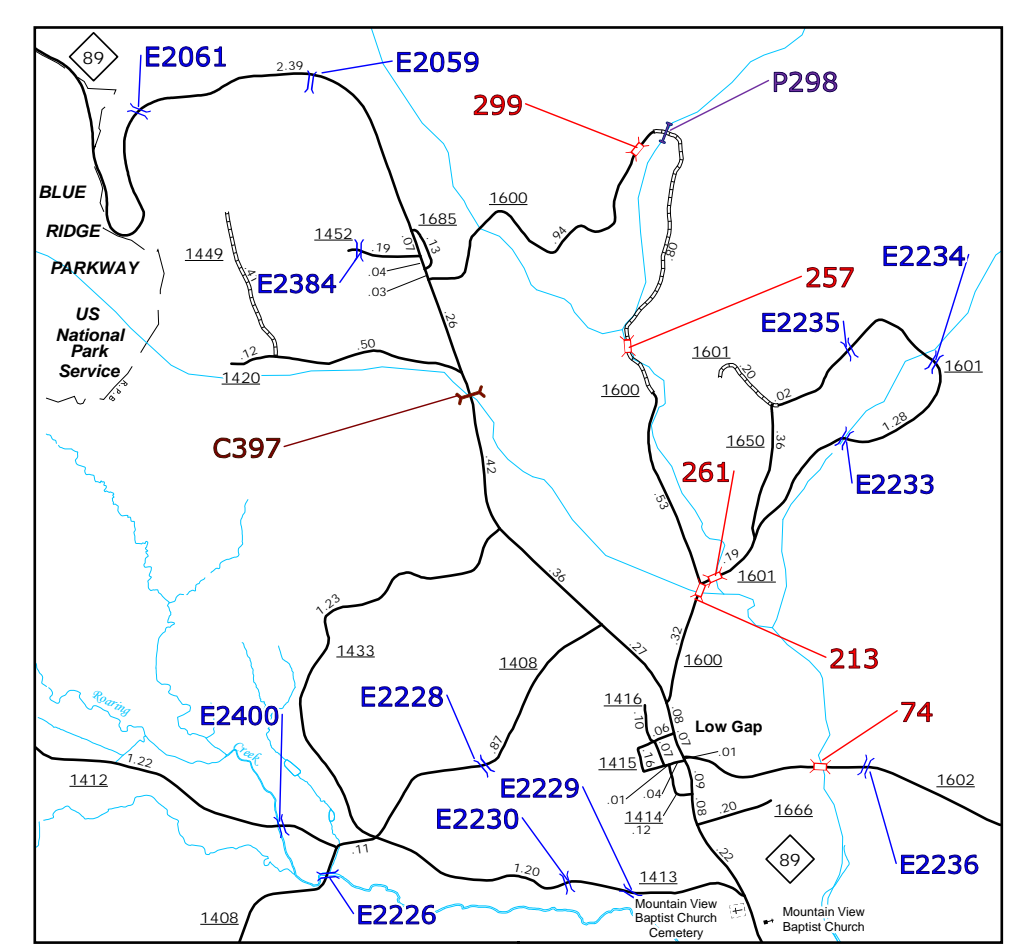 89
E2061
2.39
E2059
P298
299
BLUE
RIDGE
PARKWAY
US
National
Park
Service
R.P.B
1449
.41
1452
.19
E2384
1685
.07
.13
.04
.03
1600
.94
.80
257
E2234
E2235
1601
1601
.20
.02
1600
.26
.12
.50
1420
C397
.42
1650
.36
1.28
E2233
261
.53
.19
1601
.36
1.23
1433
1408
.27
.32
1600
213
Roaring
Creek
E2400
E2228
.87
1416
.10
.08
Low Gap
74
.06
.07
.07
.01
1415
.16
.09
.01
.04
1414
.12
.08
.20
1666
1412
1.22
E2229
E2230
1602
E2236
89
.22
.11
1.20
1413
E2226
1408
Mountain View
Baptist Church
Cemetery
Mountain View
Baptist Church